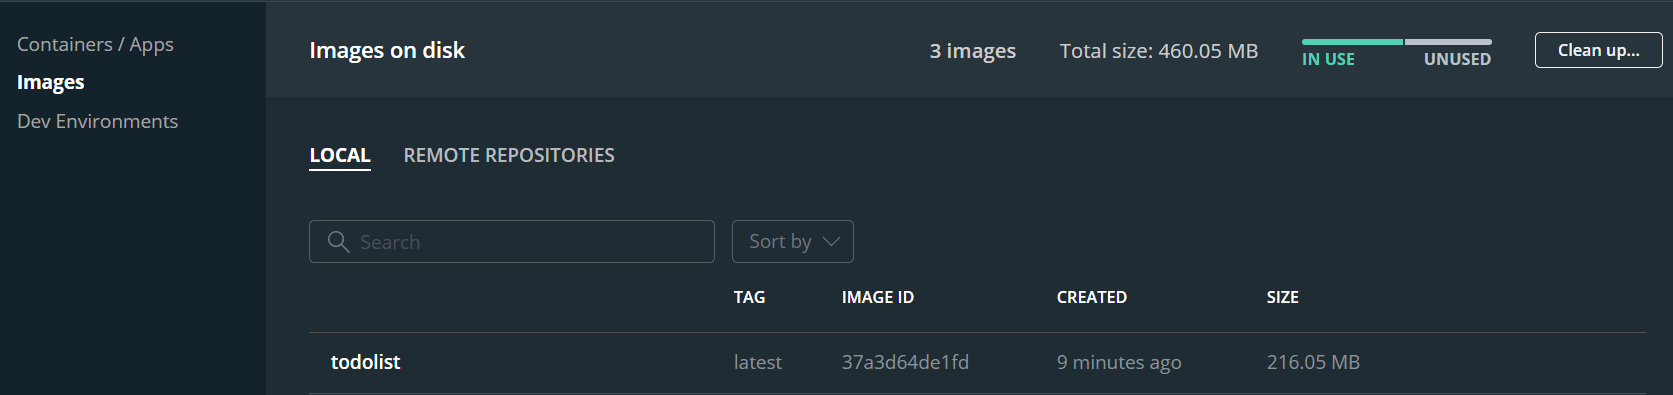 Containers / Apps
Images
Dev Environments
Images on disk
3 images
Total size: 460.05 MB
IN USE
UNUSED
Clean up...
LOCAL
REMOTE REPOSITORIES
Search
Sort by
TAG
IMAGE ID
CREATED
SIZE
todolist
latest
37a3d64de1fd
9 minutes ago
216.05 MB